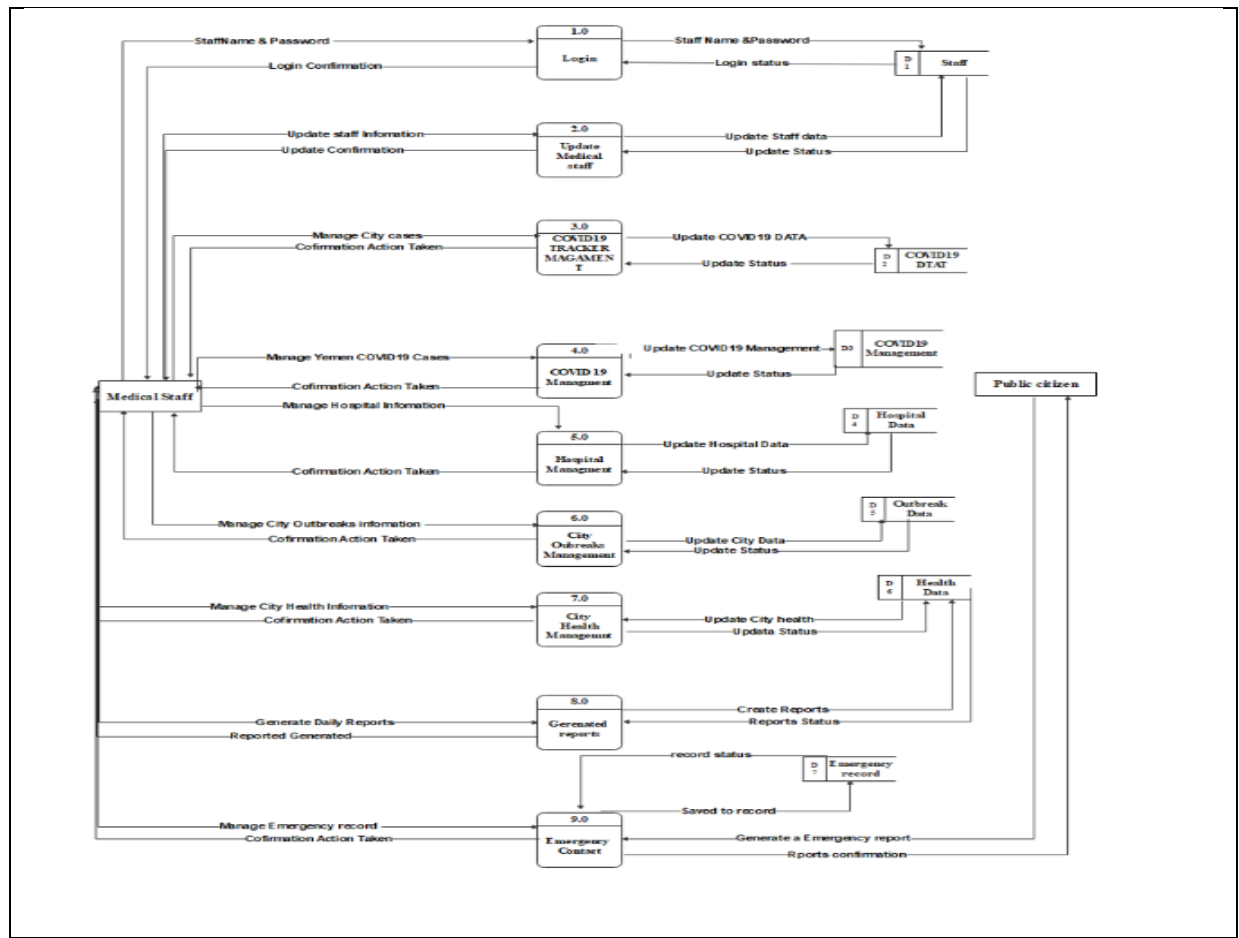 1.0
StaffName & Password
Staff Name &Password
Login
Login Confirmation
Login status
D
1
Staff
2.0
Update staff Infomation
Update Staff data
Update
Medical
staff
Update Confirmation
Update Status
3.0
Manage City cases
Update COVID19 DATA
COVID19
TRACKER
MAGAMEN
T
Cofirmation Action Taken
Update Status
D
2
COVID19
DTAT
4.0
Manage Yemen COVID19 Cases
Update COVID19 Management
D3
COVID19
Management
COVID 19
Managment
Cofirmation Action Taken
Update Status
Medical Staff
Public citizen
Manage Hospital Infomation
D
4
Hospital
Data
5.0
Update Hospital Data
Hospital
Managment
Cofirmation Action Taken
Update Status
D
5
Outbreak
Data
6.0
Manage City Outbreaks infomation
City
Oubreaks
Management
Cofirmation Action Taken
Update City Data
Update Status
D
6
Health
Data
7.0
Manage City Health Infomation
City
Health
Managemnt
Cofirmation Action Taken
Update City health
Updata Status
8.0
Generate Daily Reports
Create Reports
Gerenated
reports
Reported Generated
Reports Status
record status
D
7
Emergency
record
9.0
Saved to record
Manage Emergency record
Emergency
Contact
Cofirmation Action Taken
Generate a Emergency report
Rports confirmation